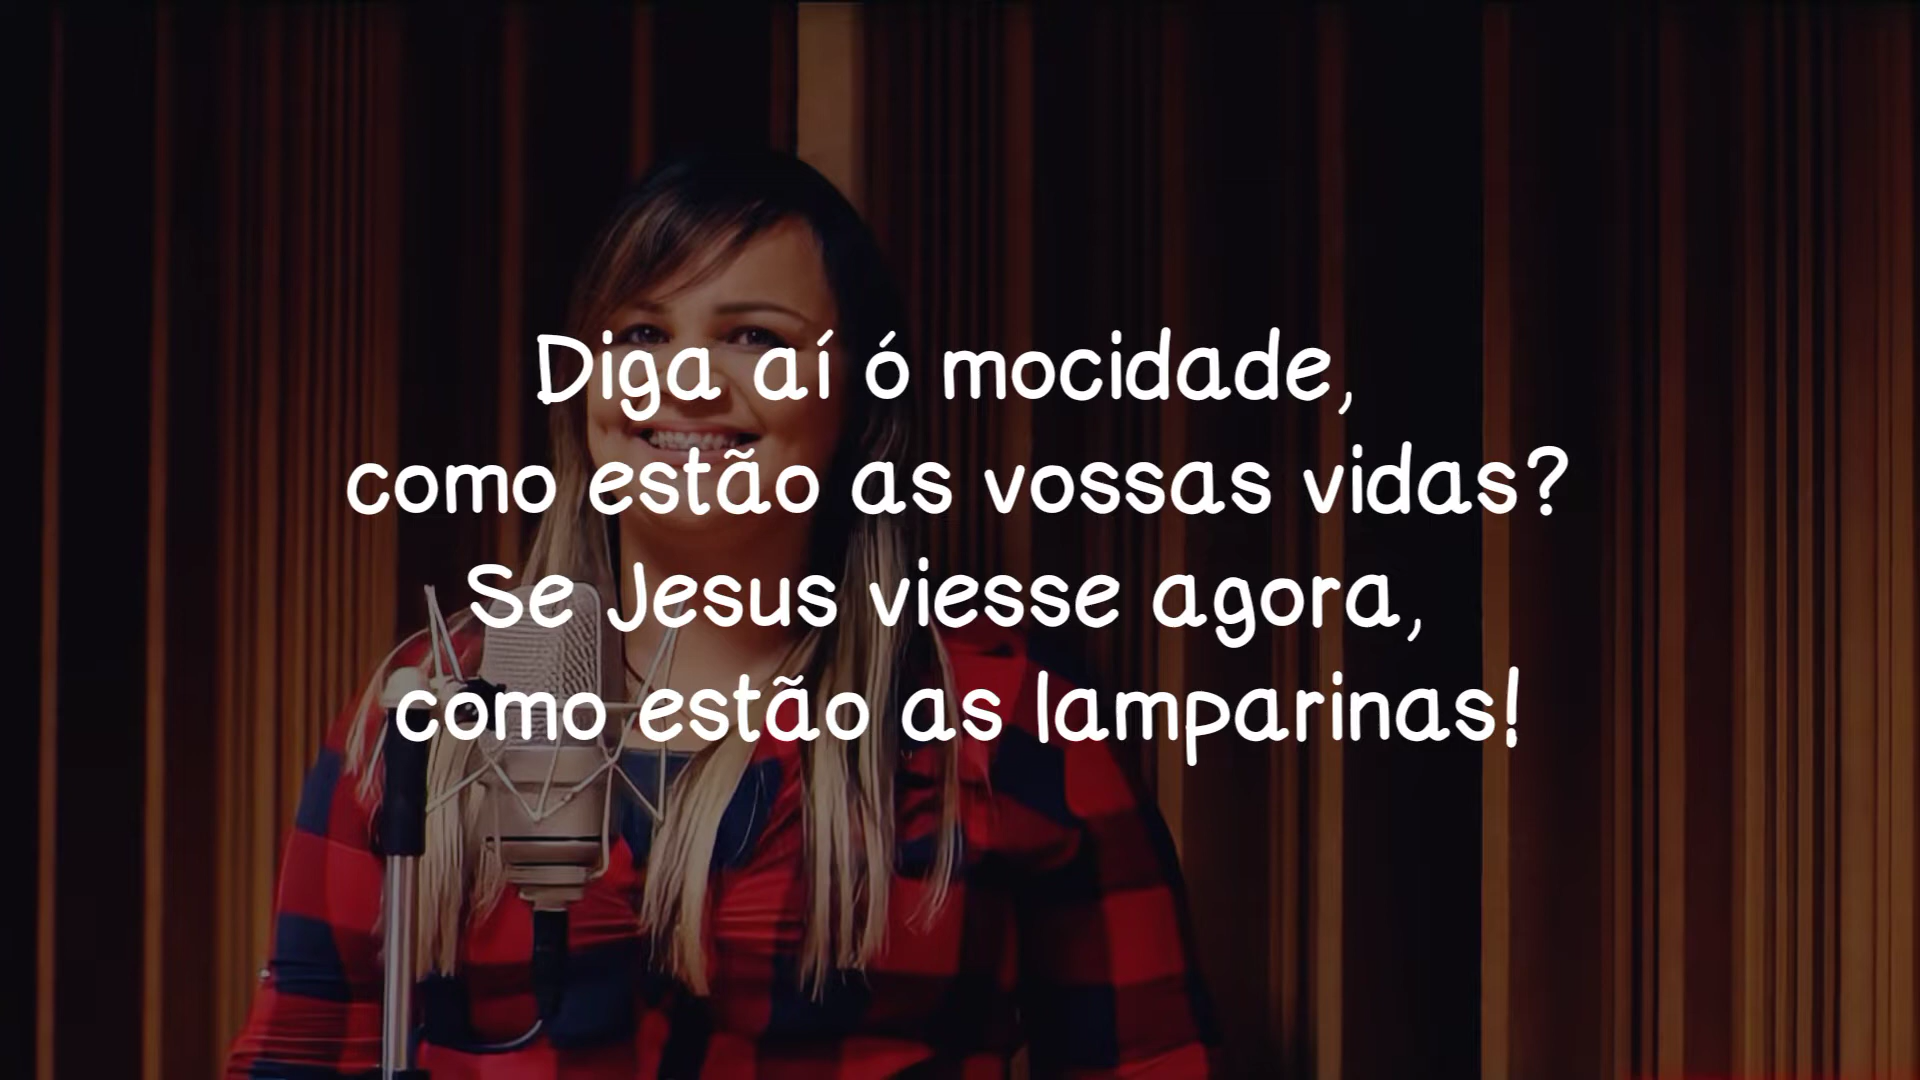 Diga aí ó mocidade,
como estão as vossas vidas?
Se Jesus viesse agora,
como estão as lamparinas!